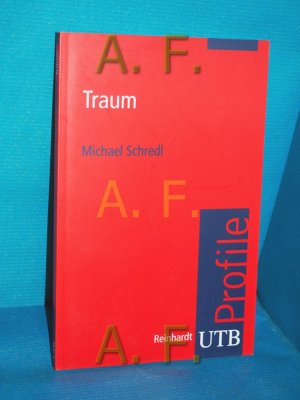 A. F.
Traum
Michael Schredl
A. F.
Profile
Reinhardt
UTB
A. F.